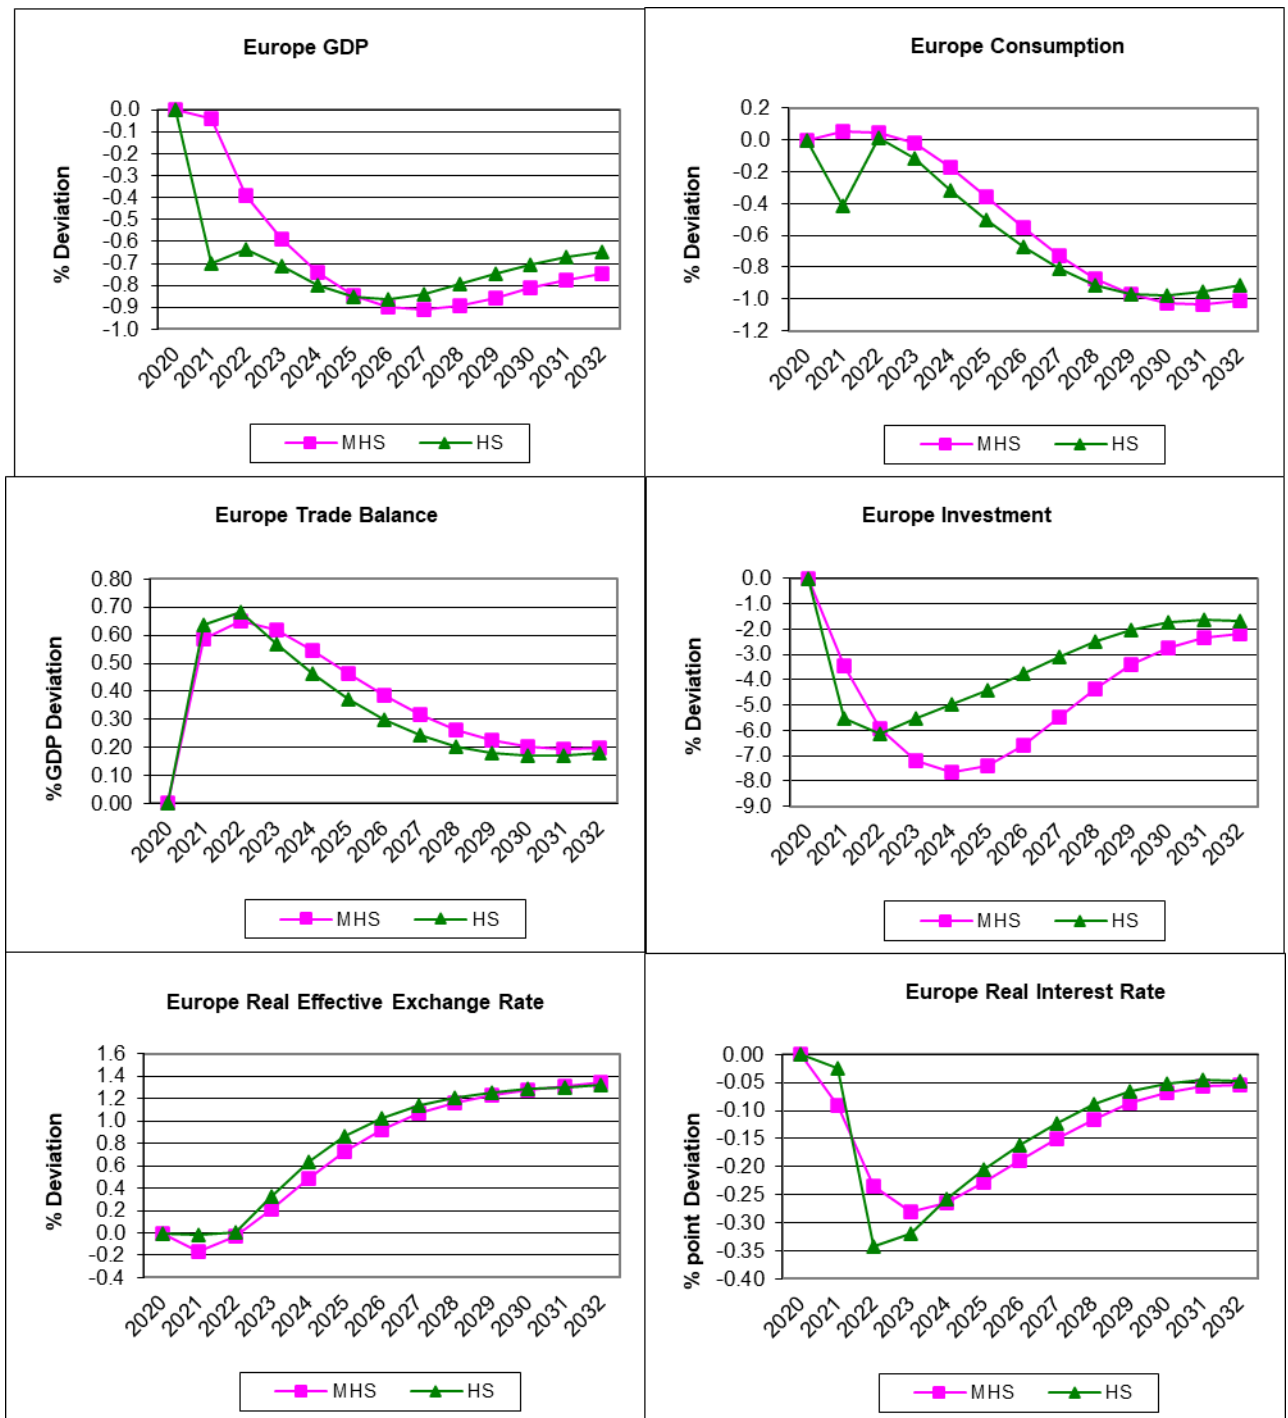 Europe GDP
% Deviation
0.0
-0.1
-0.2
-0.3
-0.4
-0.5
-0.6
-0.7
-0.8
-0.9
-1.0
2020 2021 2022 2023 2024 2025 2026 2027 2028 2029 2030 2031 2032
MHS HS
Europe Consumption
% Deviation
0.2
0.0
-0.2
-0.4
-0.6
-0.8
-1.0
-1.2
2020 2021 2022 2023 2024 2025 2026 2027 2028 2029 2030 2031 2032
MHS HS
Europe Trade Balance
%GDP Deviation
0.80
0.70
0.60
0.50
0.40
0.30
0.20
0.10
0.00
2020 2021 2022 2023 2024 2025 2026 2027 2028 2029 2030 2031 2032
MHS HS
Europe Investment
% Deviation
0.0
-1.0
-2.0
-3.0
-4.0
-5.0
-6.0
-7.0
-8.0
-9.0
2020 2021 2022 2023 2024 2025 2026 2027 2028 2029 2030 2031 2032
MHS HS
Europe Real Effective Exchange Rate
% Deviation
1.6
1.4
1.2
1.0
0.8
0.6
0.4
0.2
0.0
-0.2
-0.4
2020 2021 2022 2023 2024 2025 2026 2027 2028 2029 2030 2031 2032
MHS HS
Europe Real Interest Rate
% point Deviation
0.00
-0.05
-0.10
-0.15
-0.20
-0.25
-0.30
-0.35
-0.40
2020 2021 2022 2023 2024 2025 2026 2027 2028 2029 2030 2031 2032
MHS HS